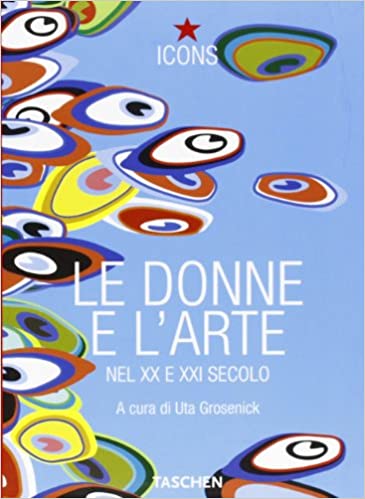 ICONS
LE DONNE
E L'ARTE
NEL XX E XXI SECOLO
A cura di Uta Grosenick
TASCHEN